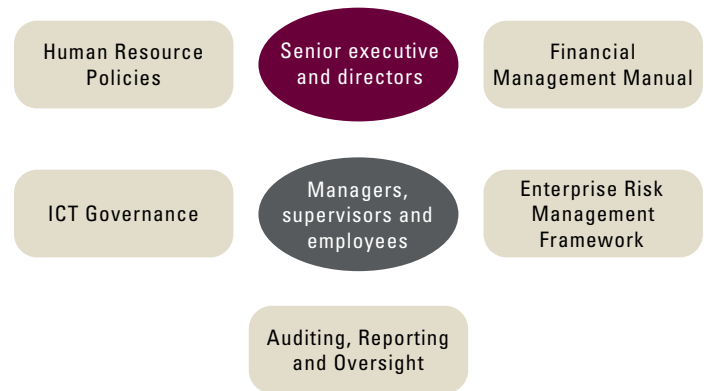 Human Resource
Policies
Senior executive
and directors
Financial
Management Manual
ICT Governance
Managers,
supervisors and
employees
Enterprise Risk
Management
Framework
Auditing, Reporting
and Oversight